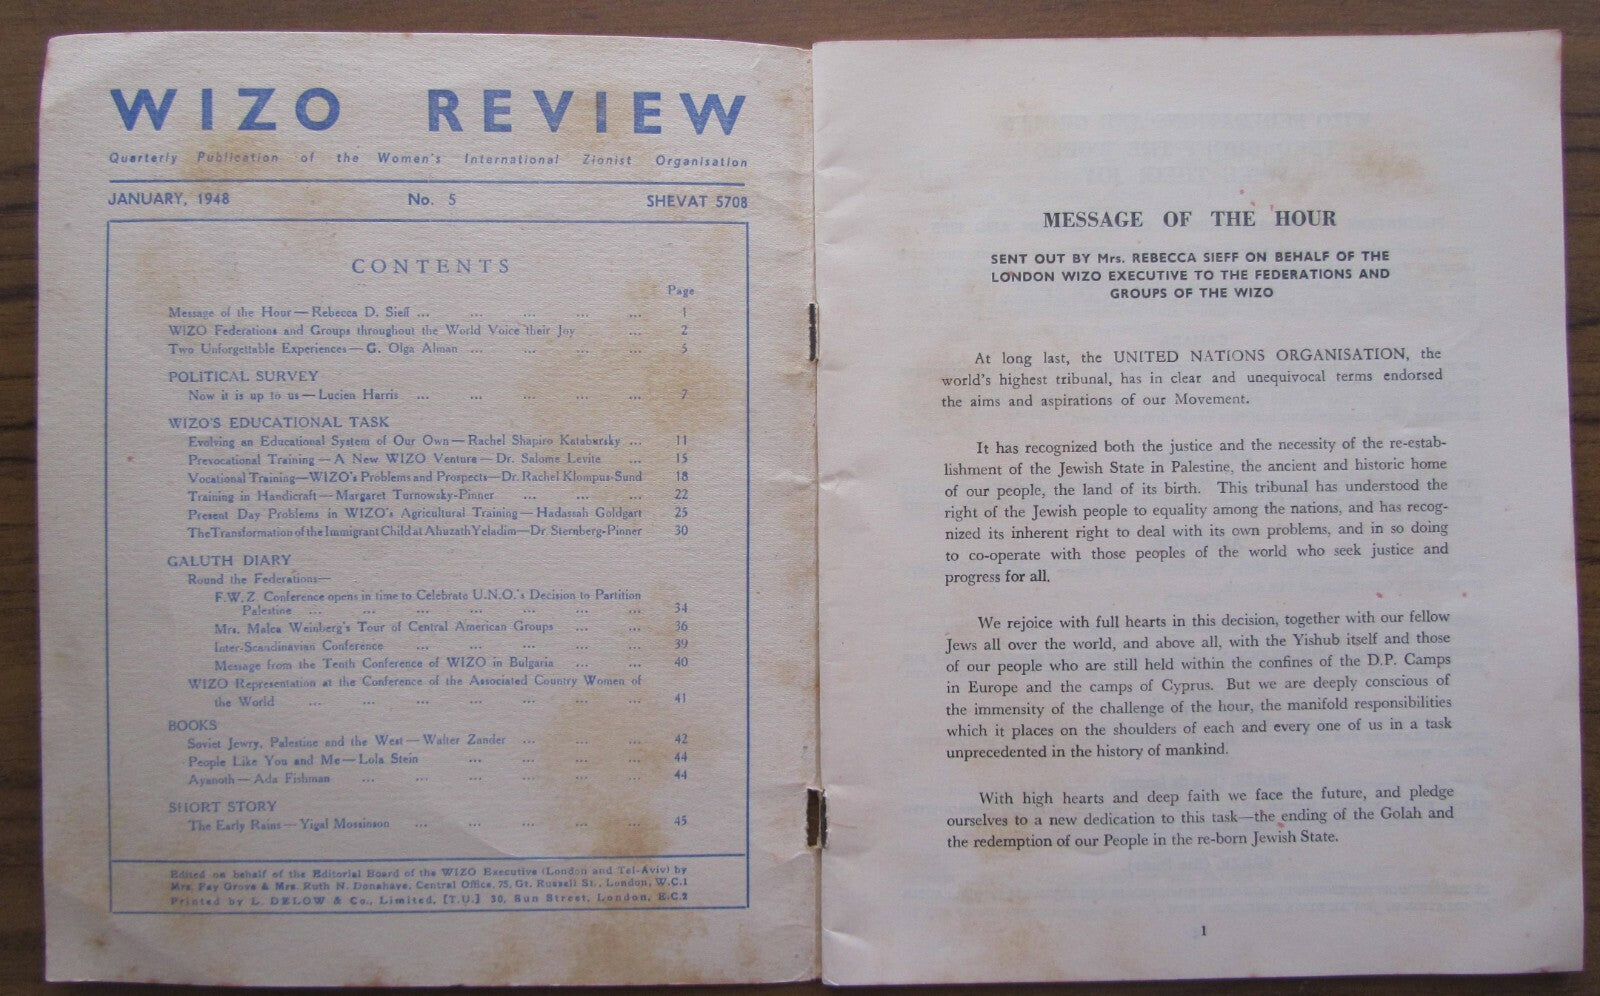 WIZO REVIEW
Quarterly Publication of the Women's International Zionist Organisation
JANUARY, 1948 No. 5 SHEVAT 5708
CONTENTS
Page
Message of the Hour — Rebecca D. Sieff ... ... ... ... ... 1
WIZO Federations and Groups throughout the World Voice their Joy ... 2
Two Unforgettable Experiences — G. Olga Alman ... ... ... ... 5
POLITICAL SURVEY
Now it is up to us — Lucien Harris ... ... ... ... ... 7
WIZO'S EDUCATIONAL TASK
Evolving an Educational System of Our Own — Rachel Shapiro Katabursky ... 11
Prevocational Training — A New WIZO Venture — Dr. Salome Levite ... 15
Vocational Training—WIZO's Problems and Prospects—Dr. Rachel Klompus-Sund 18
Training in Handicraft — Margaret Turnowsky-Pinner ... ... ... 22
Present Day Problems in WIZO's Agricultural Training — Hadassah Goldgart 25
The Transformation of the Immigrant Child at Ahuzath Yeladim—Dr. Sternberg-Pinner 30
GALUTH DIARY
Round the Federations—
F.W.Z. Conference opens in time to Celebrate U.N.O.'s Decision to Partition
Palestine ... ... ... ... ... ... ... 34
Mrs. Malca Weinberg's Tour of Central American Groups ... ... 36
Inter-Scandinavian Conference ... ... ... ... ... 39
Message from the Tenth Conference of WIZO in Bulgaria ... ... 40
WIZO Representation at the Conference of the Associated Country Women of
the World ... ... ... ... ... ... ... 41
BOOKS
Soviet Jewry, Palestine and the West — Walter Zander ... ... ... 42
People Like You and Me — Lola Stein ... ... ... ... 44
Ayanoth — Ada Fishman ... ... ... ... ... ... 44
SHORT STORY
The Early Rains — Yigal Mossinson ... ... ... ... ... 45
Edited on behalf of the Editorial Board of the WIZO Executive (London and Tel-Aviv) by
Mrs. Fay Grove & Mrs. Ruth N. Donahaye, Central Office, 75, Gt. Russell St., London, W.C.1
Printed by L. DELOW & Co., Limited, [T.U.] 30, Sun Street, London, E.C.2
MESSAGE OF THE HOUR
SENT OUT BY Mrs. REBECCA SIEFF ON BEHALF OF THE
LONDON WIZO EXECUTIVE TO THE FEDERATIONS AND
GROUPS OF THE WIZO
At long last, the UNITED NATIONS ORGANISATION, the
world's highest tribunal, has in clear and unequivocal terms endorsed
the aims and aspirations of our Movement.
It has recognized both the justice and the necessity of the re-estab-
lishment of the Jewish State in Palestine, the ancient and historic home
of our people, the land of its birth. This tribunal has understood the
right of the Jewish people to equality among the nations, and has recog-
nized its inherent right to deal with its own problems, and in so doing
to co-operate with those peoples of the world who seek justice and
progress for all.
We rejoice with full hearts in this decision, together with our fellow
Jews all over the world, and above all, with the Yishub itself and those
of our people who are still held within the confines of the D.P. Camps
in Europe and the camps of Cyprus. But we are deeply conscious of
the immensity of the challenge of the hour, the manifold responsibilities
which it places on the shoulders of each and every one of us in a task
unprecedented in the history of mankind.
With high hearts and deep faith we face the future, and pledge
ourselves to a new dedication to this task—the ending of the Golah and
the redemption of our People in the re-born Jewish State.
1